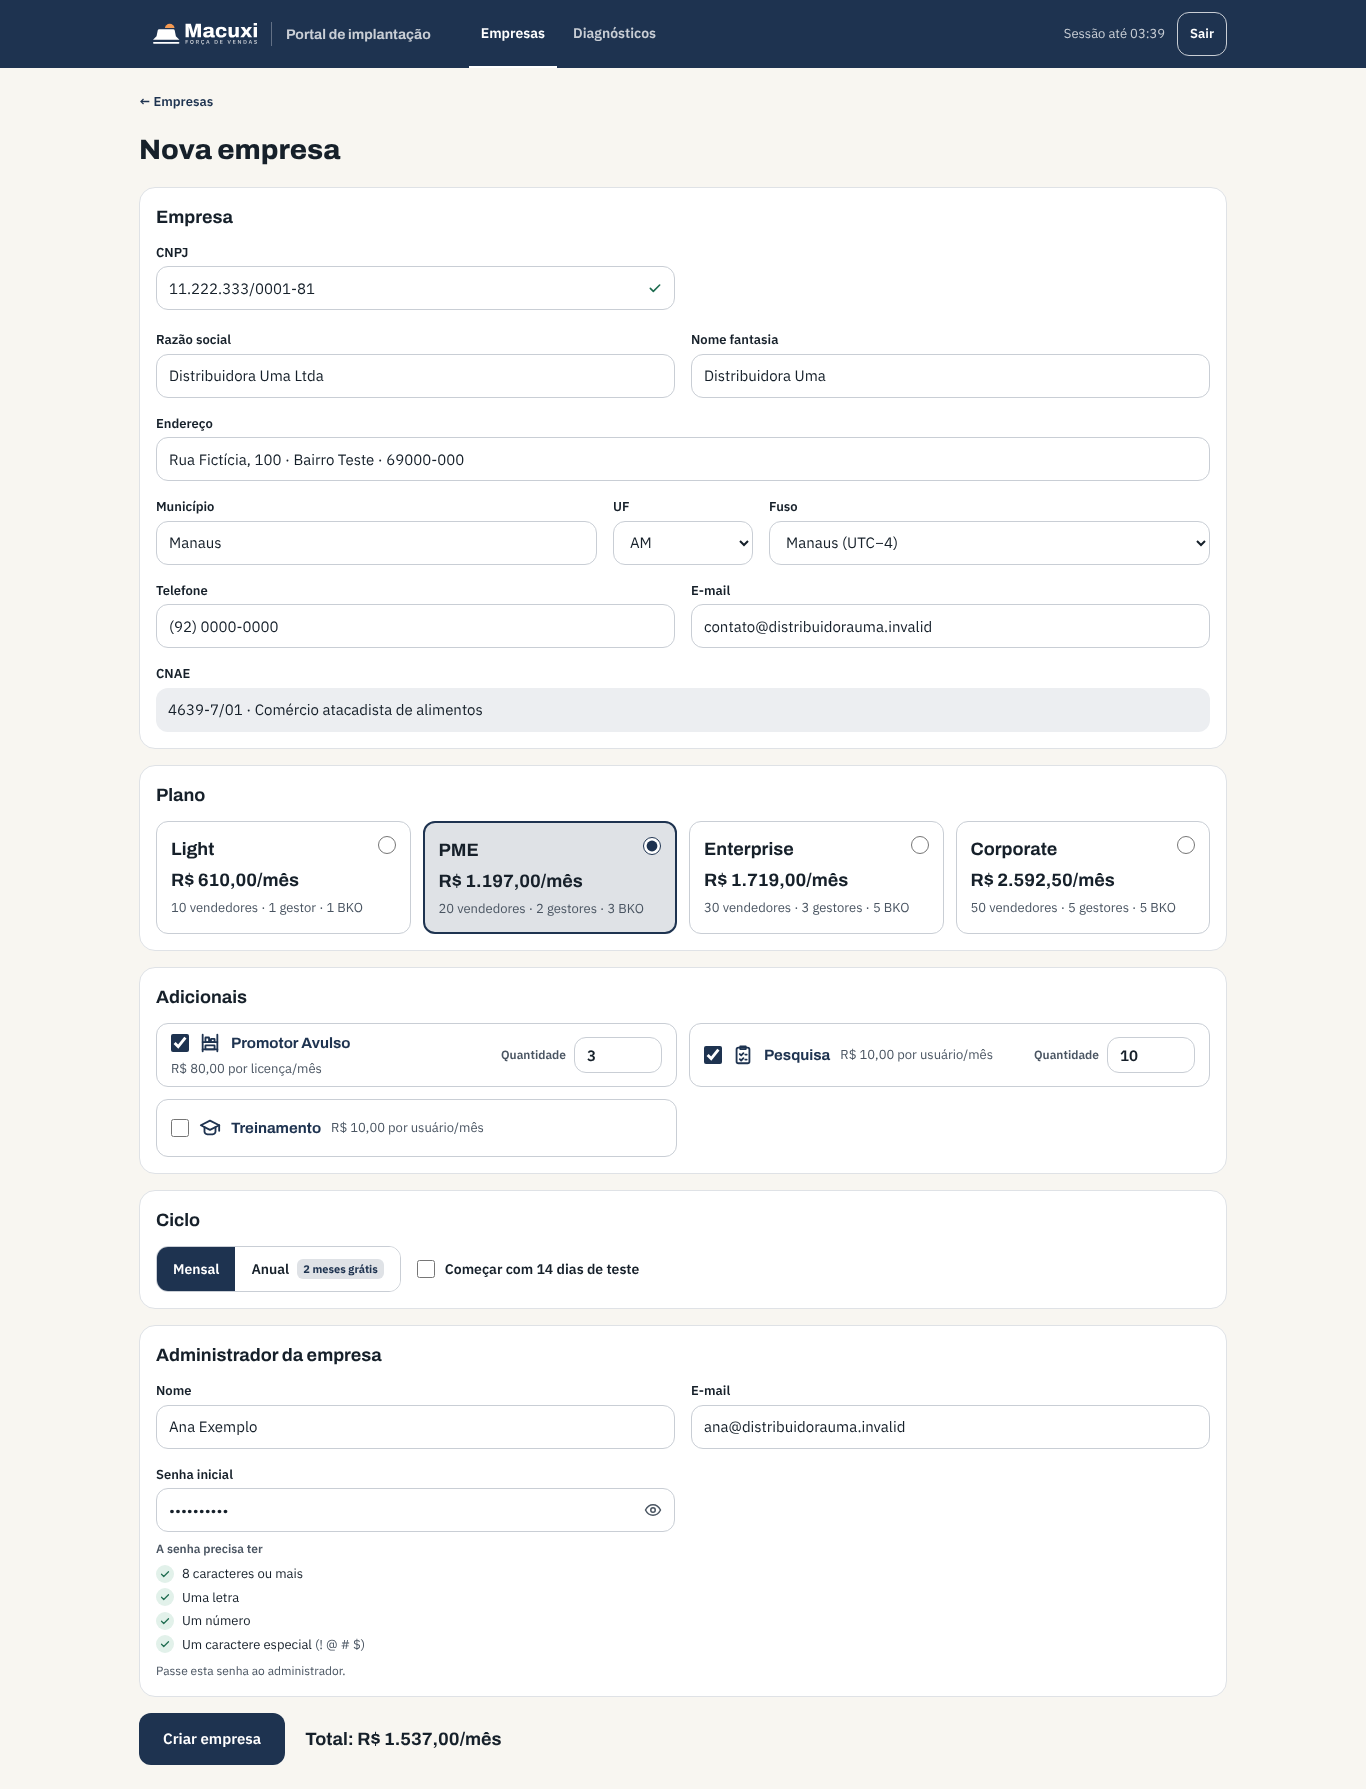 Macuxi
FORÇA DE VENDAS
Portal de implantação
Empresas
Diagnósticos
Sessão até 03:39
Sair
← Empresas
Nova empresa
Empresa
CNPJ
11.222.333/0001-81
Razão social
Nome fantasia
Distribuidora Uma Ltda
Distribuidora Uma
Endereço
Rua Fictícia, 100 · Bairro Teste · 69000-000
Município
UF
Fuso
Manaus
AM
Manaus (UTC−4)
Telefone
E-mail
(92) 0000-0000
contato@distribuidorauma.invalid
CNAE
4639-7/01 · Comércio atacadista de alimentos
Plano
Light
R$ 610,00/mês
10 vendedores · 1 gestor · 1 BKO
PME
R$ 1.197,00/mês
20 vendedores · 2 gestores · 3 BKO
Enterprise
R$ 1.719,00/mês
30 vendedores · 3 gestores · 5 BKO
Corporate
R$ 2.592,50/mês
50 vendedores · 5 gestores · 5 BKO
Adicionais
Promotor Avulso
R$ 80,00 por licença/mês
Quantidade
3
Pesquisa
R$ 10,00 por usuário/mês
Quantidade
10
Treinamento
R$ 10,00 por usuário/mês
Ciclo
Mensal
Anual
2 meses grátis
Começar com 14 dias de teste
Administrador da empresa
Nome
E-mail
Ana Exemplo
ana@distribuidorauma.invalid
Senha inicial
••••••••••
A senha precisa ter
8 caracteres ou mais
Uma letra
Um número
Um caractere especial (! @ # $)
Passe esta senha ao administrador.
Criar empresa
Total: R$ 1.537,00/mês